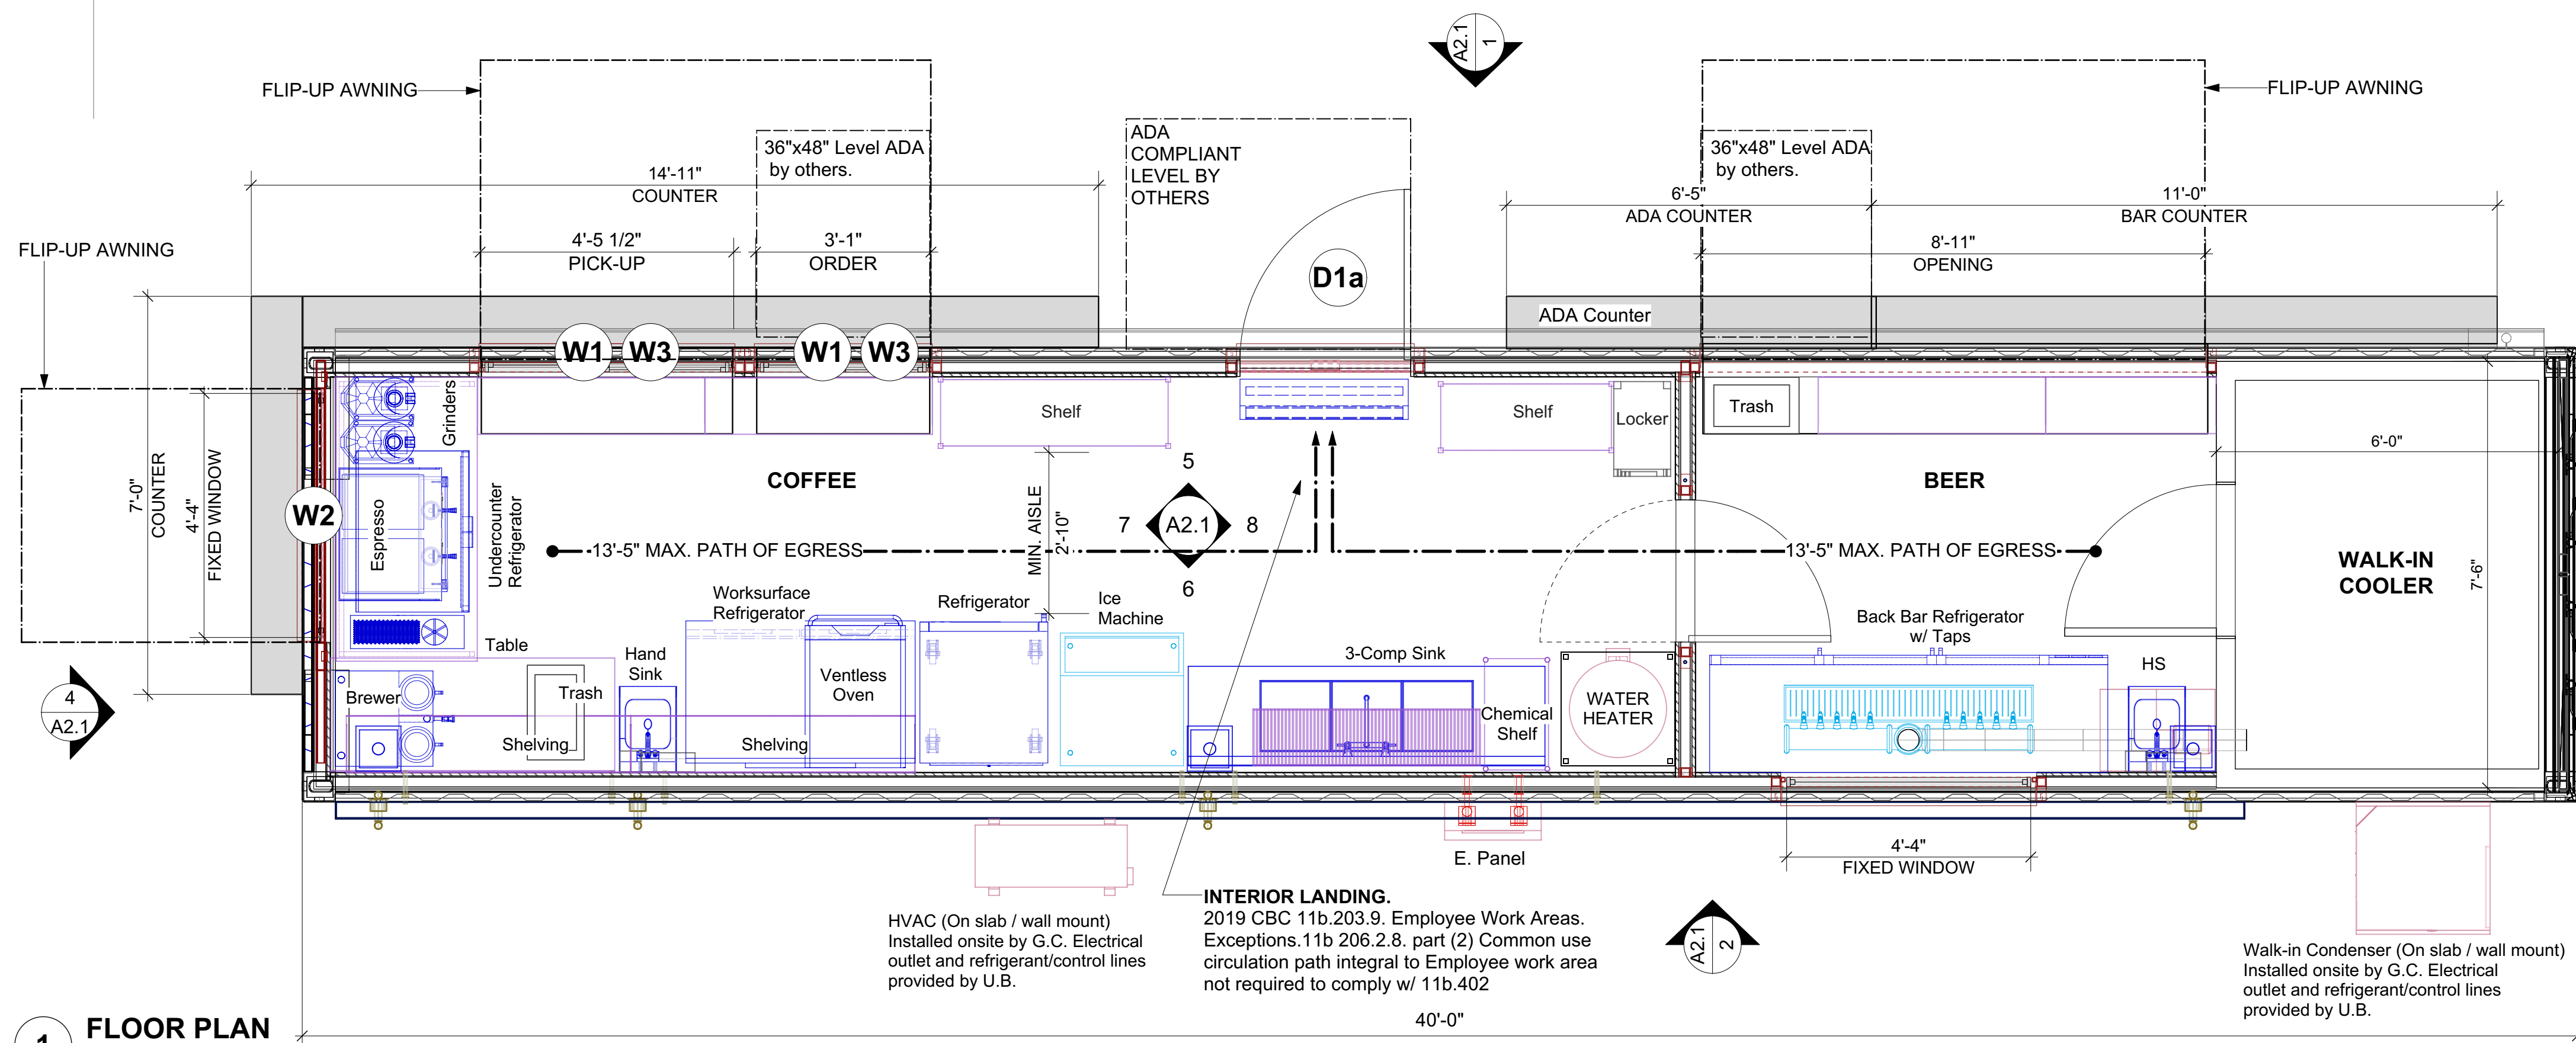 A2.1
1
FLIP-UP AWNING
FLIP-UP AWNING
ADA
COMPLIANT
LEVEL BY
OTHERS
36"x48" Level ADA
by others.
36"x48" Level ADA
by others.
14'-11"
COUNTER
6'-5"
ADA COUNTER
11'-0"
BAR COUNTER
FLIP-UP AWNING
4'-5 1/2"
PICK-UP
3'-1"
ORDER
8'-11"
OPENING
D1a
ADA Counter
W1
W3
W1
W3
Grinders
Shelf
Shelf
Locker
Trash
6'-0"
7'-0"
COUNTER
4'-4"
FIXED WINDOW
W2
Espresso
Undercounter
Refrigerator
COFFEE
5
7
A2.1
8
6
MIN. AISLE
2'-10"
BEER
13'-5" MAX. PATH OF EGRESS
13'-5" MAX. PATH OF EGRESS
WALK-IN
COOLER
7'-6"
Worksurface
Refrigerator
Refrigerator
Ice
Machine
Back Bar Refrigerator
w/ Taps
Table
Hand
Sink
3-Comp Sink
HS
4
A2.1
Brewer
Trash
Ventless
Oven
WATER
HEATER
Chemical
Shelf
Shelving
Shelving
E. Panel
4'-4"
FIXED WINDOW
INTERIOR LANDING.
2019 CBC 11b.203.9. Employee Work Areas.
Exceptions.11b 206.2.8. part (2) Common use
circulation path integral to Employee work area
not required to comply w/ 11b.402
HVAC (On slab / wall mount)
Installed onsite by G.C. Electrical
outlet and refrigerant/control lines
provided by U.B.
A2.1
2
Walk-in Condenser (On slab / wall mount)
Installed onsite by G.C. Electrical
outlet and refrigerant/control lines
provided by U.B.
40'-0"
1
FLOOR PLAN